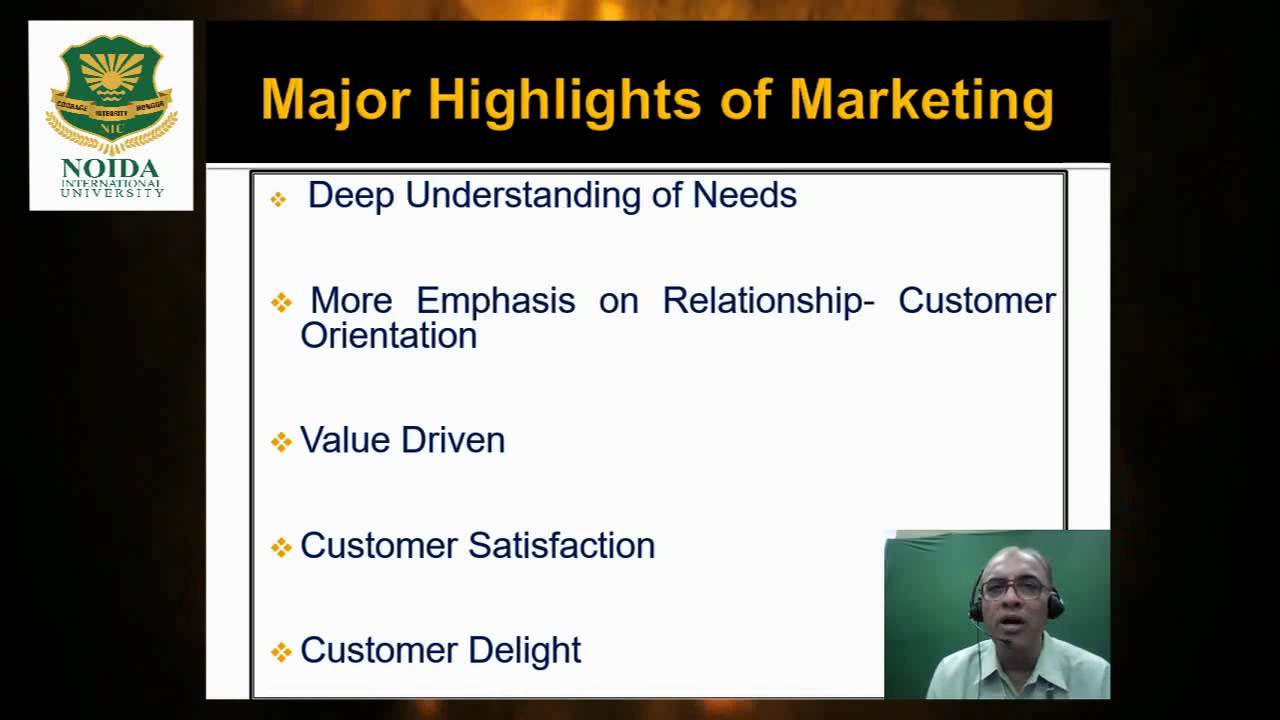 COURAGE
INTEGRITY
HONOUR
NIU
NOIDA
INTERNATIONAL
UNIVERSITY
Major Highlights of Marketing
Deep Understanding of Needs
More Emphasis on Relationship- Customer
Orientation
Value Driven
Customer Satisfaction
Customer Delight